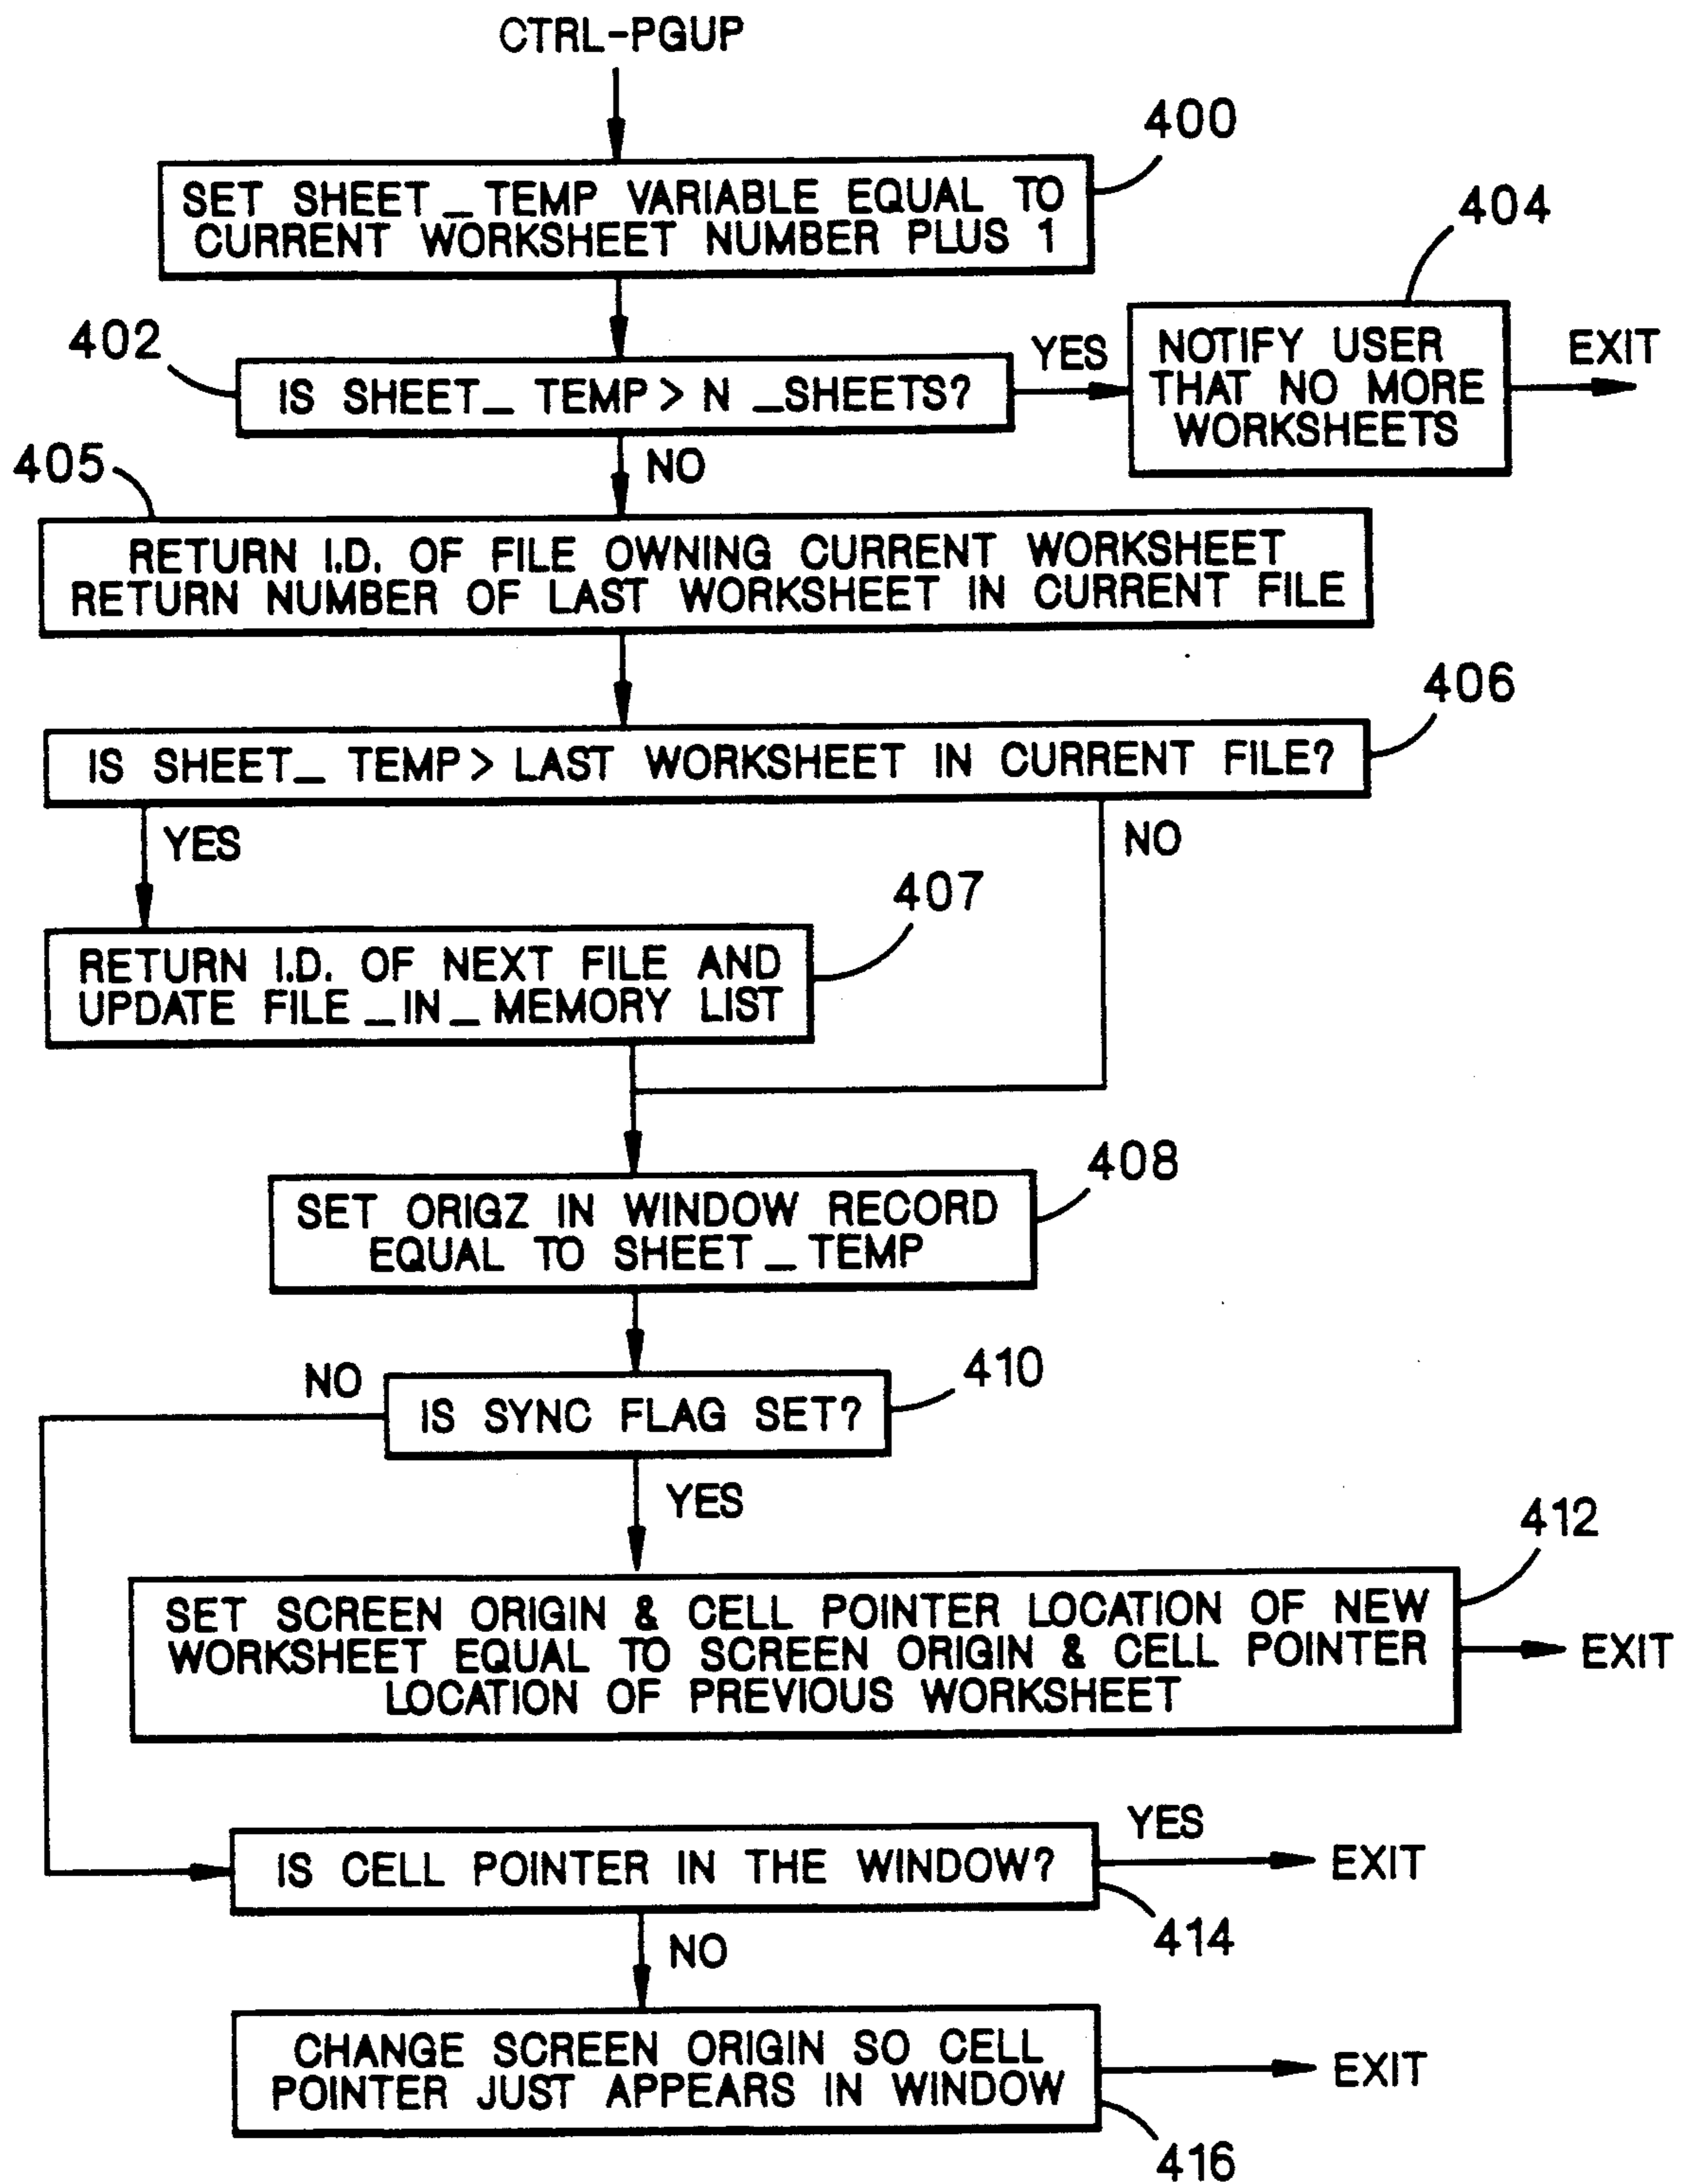 CTRL-PGUP
400
SET SHEET_TEMP VARIABLE EQUAL TO
CURRENT WORKSHEET NUMBER PLUS 1
404
402
IS SHEET_ TEMP > N _SHEETS?
YES
NOTIFY USER
THAT NO MORE
WORKSHEETS
EXIT
NO
405
RETURN I.D. OF FILE OWNING CURRENT WORKSHEET
RETURN NUMBER OF LAST WORKSHEET IN CURRENT FILE
406
IS SHEET_ TEMP > LAST WORKSHEET IN CURRENT FILE?
YES
NO
407
RETURN I.D. OF NEXT FILE AND
UPDATE FILE_IN_MEMORY LIST
408
SET ORIGZ IN WINDOW RECORD
EQUAL TO SHEET_TEMP
410
NO
IS SYNC FLAG SET?
YES
412
SET SCREEN ORIGIN & CELL POINTER LOCATION OF NEW
WORKSHEET EQUAL TO SCREEN ORIGIN & CELL POINTER
LOCATION OF PREVIOUS WORKSHEET
EXIT
IS CELL POINTER IN THE WINDOW?
YES
EXIT
414
NO
CHANGE SCREEN ORIGIN SO CELL
POINTER JUST APPEARS IN WINDOW
EXIT
416